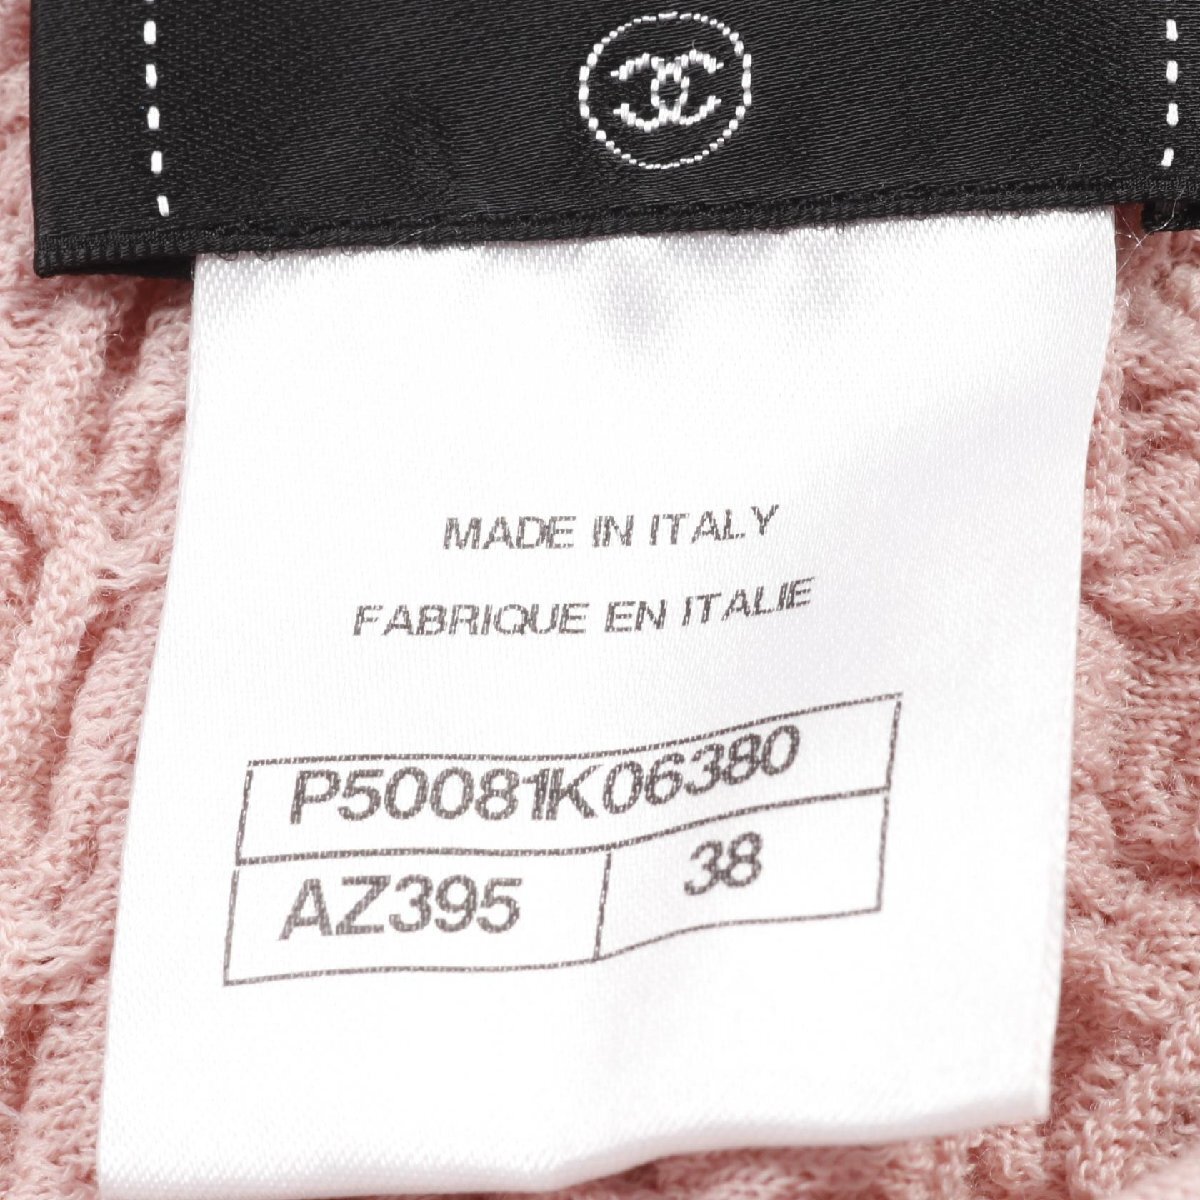 MADE IN ITALY
FABRIQUE EN ITALIE
P50081K06380
AZ395 38